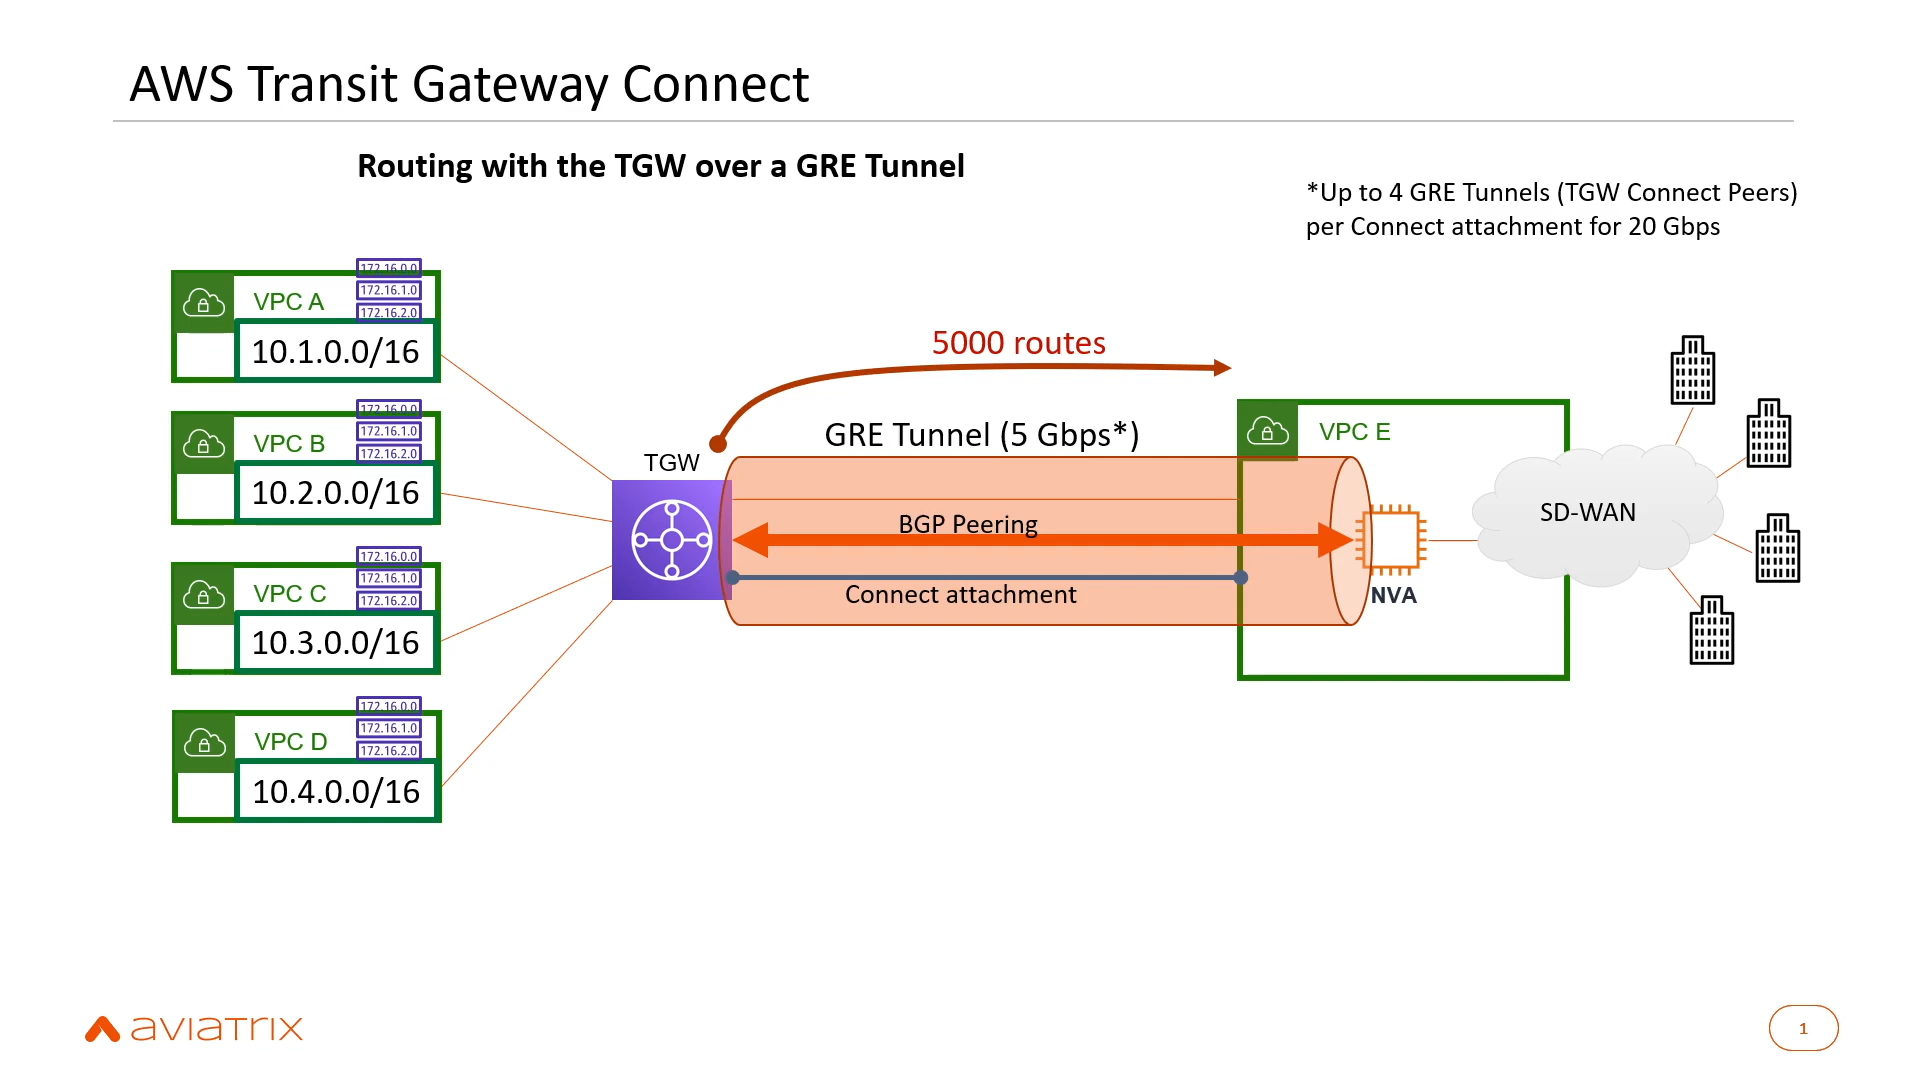 AWS Transit Gateway Connect
Routing with the TGW over a GRE Tunnel
*Up to 4 GRE Tunnels (TGW Connect Peers)
per Connect attachment for 20 Gbps
172.16.0.0
172.16.1.0
172.16.2.0
VPC A
10.1.0.0/16
172.16.0.0
172.16.1.0
172.16.2.0
VPC B
10.2.0.0/16
172.16.0.0
172.16.1.0
172.16.2.0
VPC C
10.3.0.0/16
172.16.0.0
172.16.1.0
172.16.2.0
VPC D
10.4.0.0/16
5000 routes
GRE Tunnel (5 Gbps*)
TGW
BGP Peering
Connect attachment
VPC E
NVA
SD-WAN
aviatrix
1